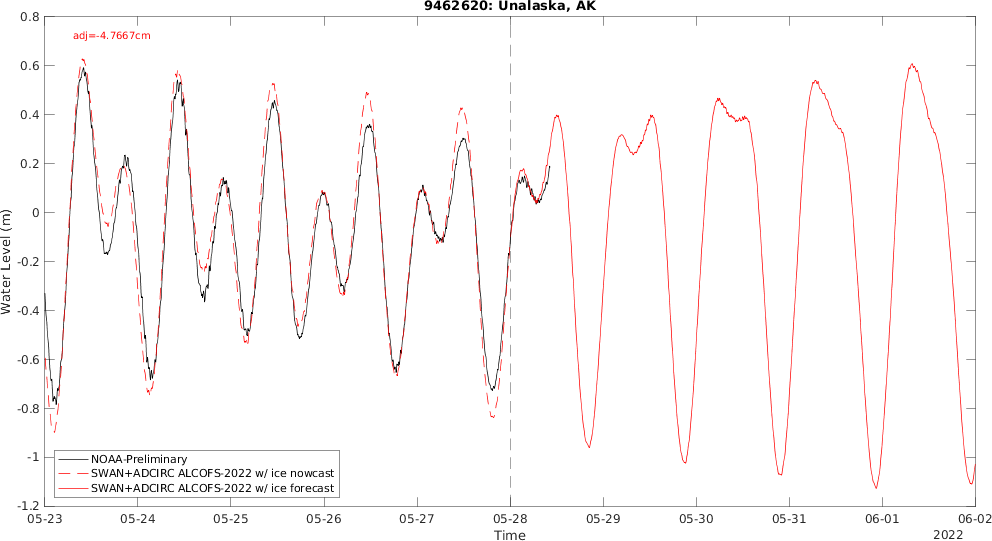 9462620: Unalaska, AK
adj=-4.7667cm
Water Level (m)
0.8
0.6
0.4
0.2
0
-0.2
-0.4
-0.6
-0.8
-1
-1.2
NOAA-Preliminary
SWAN+ADCIRC ALCOFS-2022 w/ ice nowcast
SWAN+ADCIRC ALCOFS-2022 w/ ice forecast
05-23 05-24 05-25 05-26 05-27 05-28 05-29 05-30 05-31 06-01 06-02
Time
2022